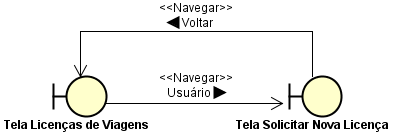 <<Navegar>>
◀ Voltar
<<Navegar>>
Usuário ▶
Tela Licenças de Viagens
Tela Solicitar Nova Licença